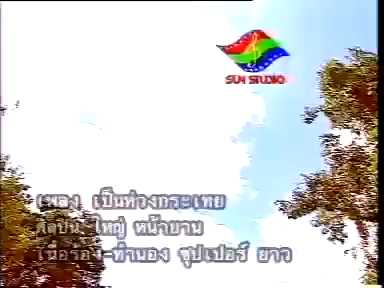 SUN STUDIO
เพลง เป็นห่วงกระเทย
ศิลปิน ใหญ่ หน้ายาน
เนื้อร้อง-ทำนอง ซุปเปอร์ ยาว